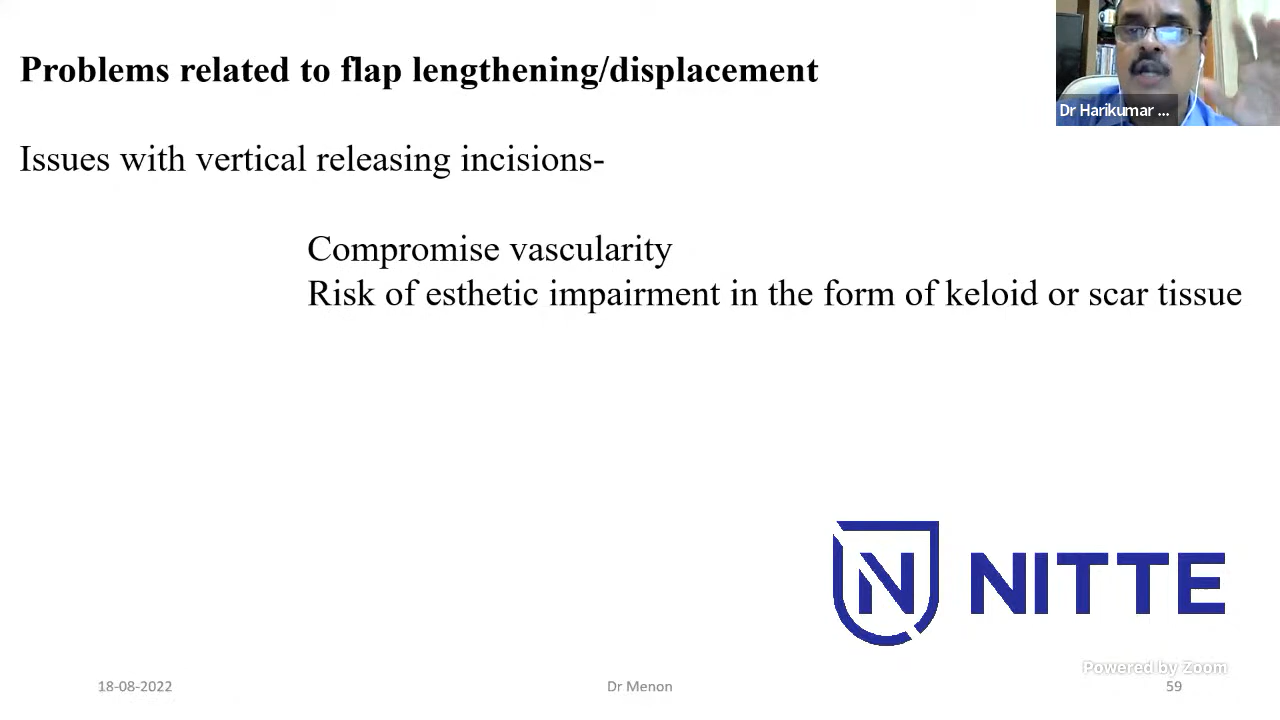 Problems related to flap lengthening/displacement
Dr Harikumar ...
Issues with vertical releasing incisions-
Compromise vascularity
Risk of esthetic impairment in the form of keloid or scar tissue
N NITTE
Powered by Zoom
18-08-2022
Dr Menon
59